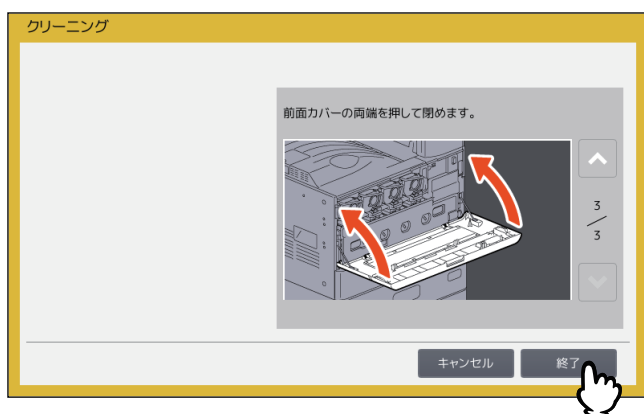 クリーニング
前面カバーの両端を押して閉めます。
3
3
キャンセル
終了